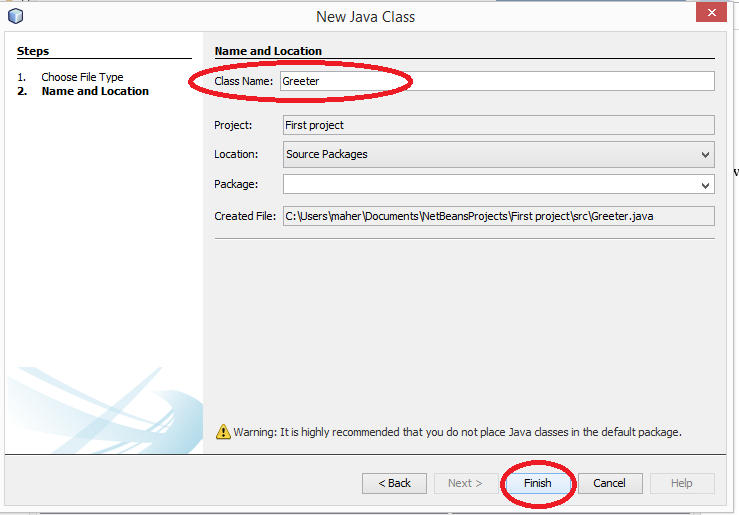 New Java Class
Steps
1. Choose File Type
2. Name and Location
Name and Location
Class Name: Greeter
Project: First project
Location: Source Packages
Package:
Created File: C:\Users\maher\Documents\NetBeansProjects\First project\src\Greeter.java
Warning: It is highly recommended that you do not place Java classes in the default package.
< Back Next > Finish Cancel Help